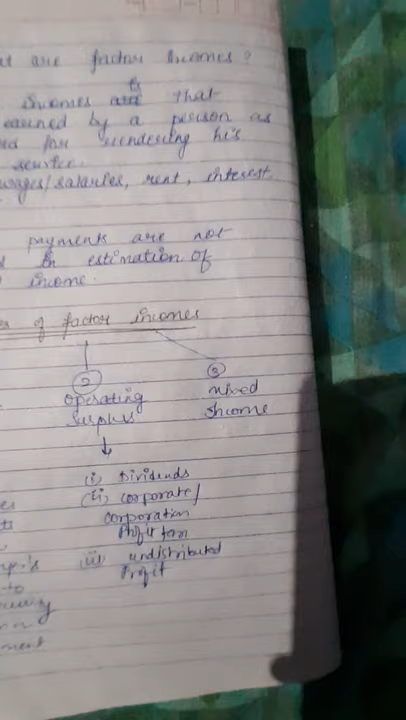 are factor Incomes?
incomes are is that
earned by a person as
for rendering his
service.
wages/salaries, rent, interest
payments are not
in estimation of
income.
of factor incomes
② ③
operating mixed
Surplus Income
(i) Dividends
(ii) corporate/
corporation
Profit tax
(iii) undistributed
Profit